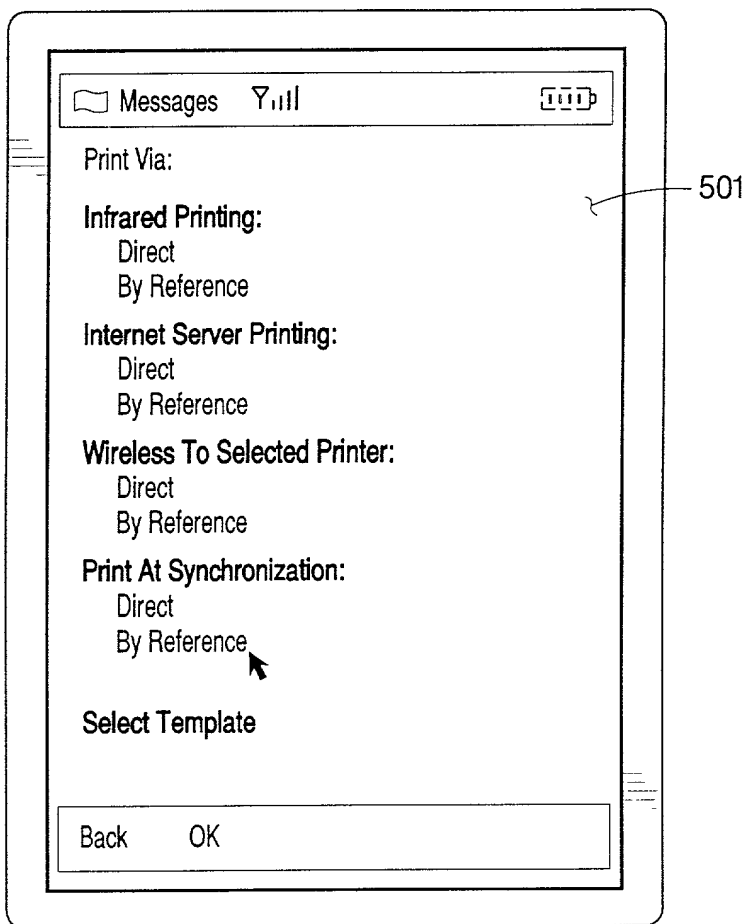 Messages
Print Via:
501
Infrared Printing:
Direct
By Reference
Internet Server Printing:
Direct
By Reference
Wireless To Selected Printer:
Direct
By Reference
Print At Synchronization:
Direct
By Reference
Select Template
Back OK